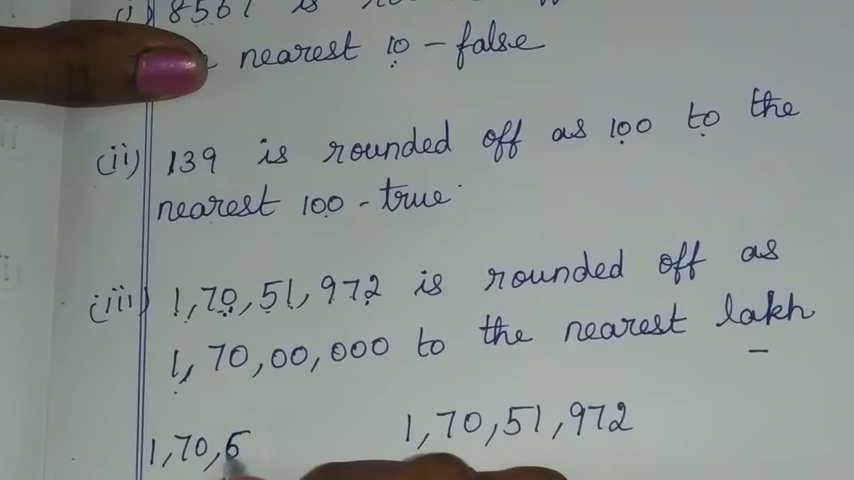 (i) 8567 is
nearest 10 - false
(ii) 139 is rounded off as 100 to the
nearest 100 - true
(iii) 1,70,51,972 is rounded off as
1,70,00,000 to the nearest lakh
1,70,51,972
1,70,5